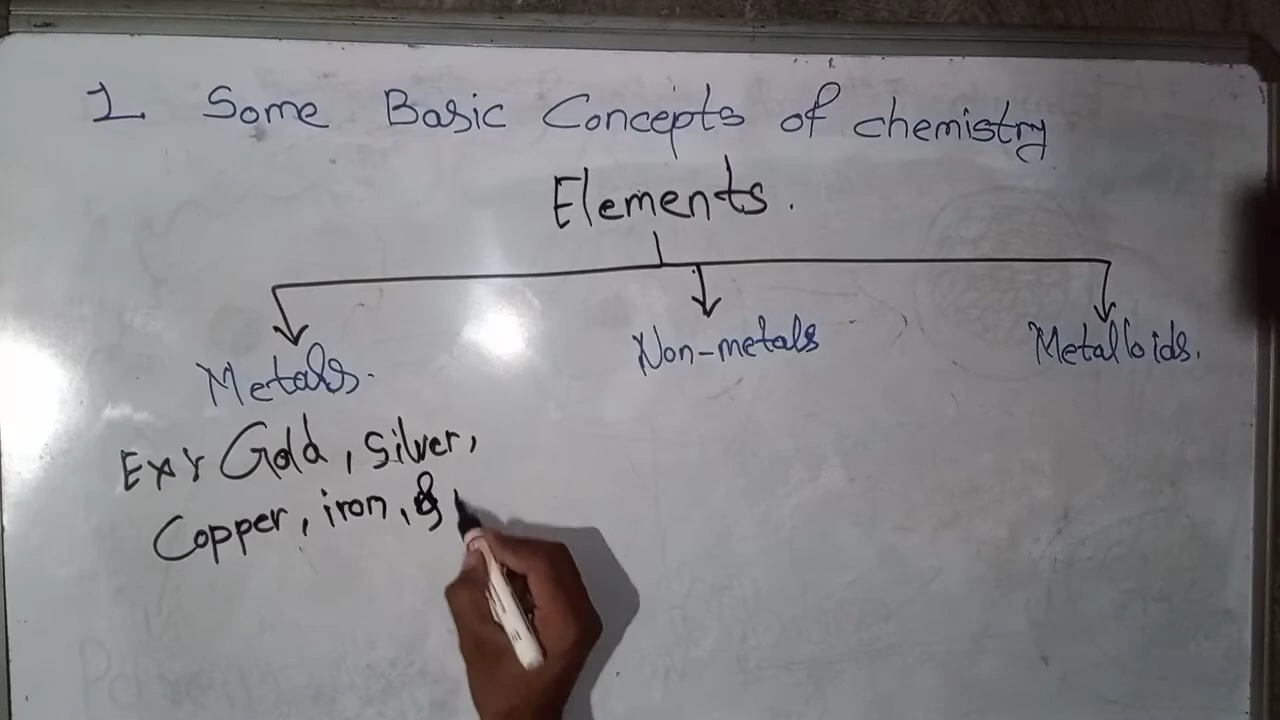 1. Some Basic Concepts of chemistry
Elements.
Metals.
Non-metals
Metalloids.
Ex:- Gold, Silver,
Copper, iron, &